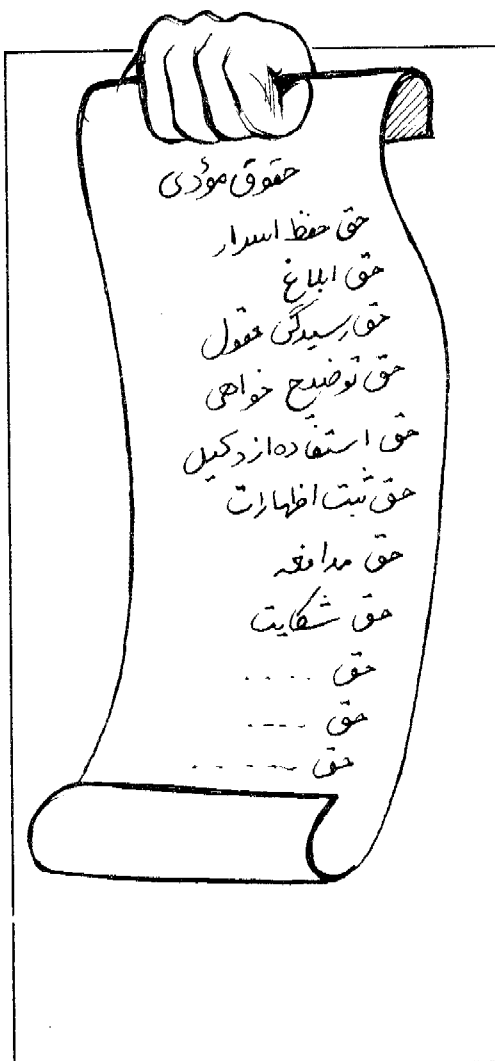 حقوق مؤدی
حق حفظ اسرار
حق ابلاغ
حق رسیدگی معقول
حق توضیح خواهی
حق استفاده از وکیل
حق ثبت اظهارات
حق مدافعه
حق شکایت
حق ....
حق ....
حق .....